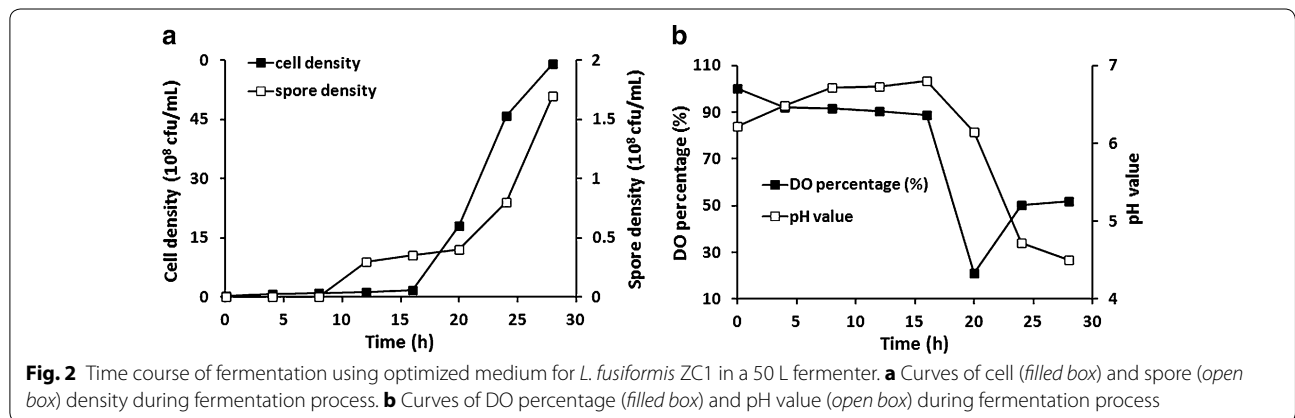 a
b
cell density
spore density
0
45
30
15
0
Cell density (10⁸ cfu/mL)
2
1.5
1
0.5
0
Spore density (10⁸ cfu/mL)
0 5 10 15 20 25 30
Time (h)
110
90
70
50
30
10
DO percentage (%)
DO percentage (%)
pH value
7
6
5
4
pH value
0 5 10 15 20 25 30
Time (h)
Fig. 2 Time course of fermentation using optimized medium for L. fusiformis ZC1 in a 50 L fermenter. a Curves of cell (filled box) and spore (open
box) density during fermentation process. b Curves of DO percentage (filled box) and pH value (open box) during fermentation process